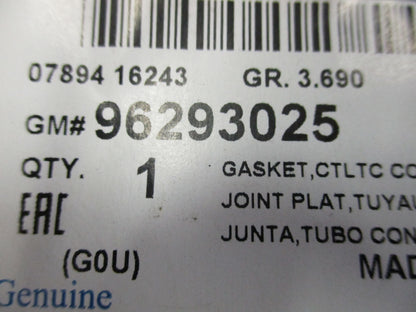 07894 16243 GR. 3.690
GM# 96293025
QTY. 1 GASKET,CTLTC CO
JOINT PLAT,TUYAU
EAC JUNTA,TUBO CON
(G0U) MAD
Genuine